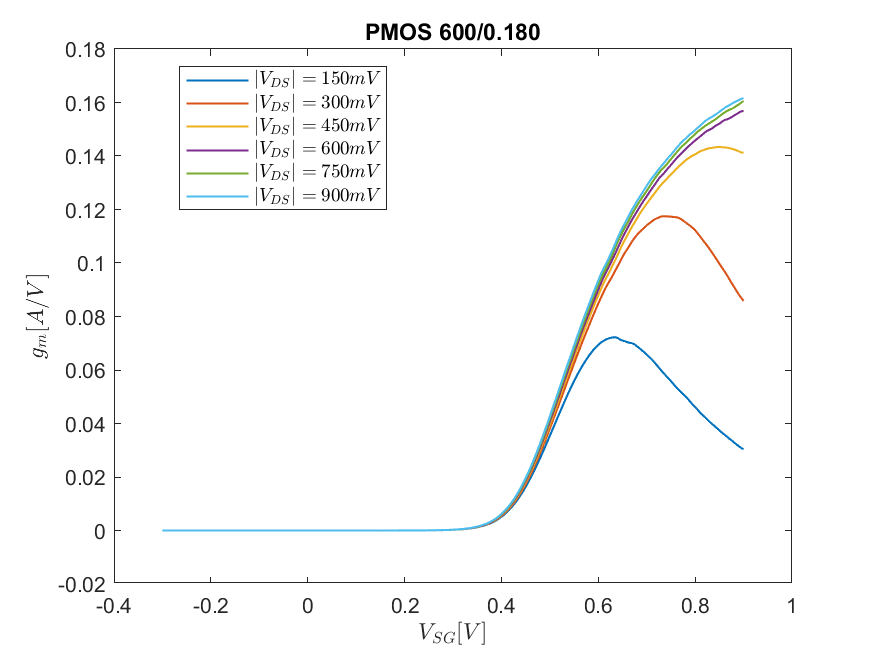 PMOS 600/0.180
0.18
0.16
0.14
0.12
0.1
0.08
0.06
0.04
0.02
0
-0.02
g_m[A/V]
|V_DS| = 150mV
|V_DS| = 300mV
|V_DS| = 450mV
|V_DS| = 600mV
|V_DS| = 750mV
|V_DS| = 900mV
-0.4 -0.2 0 0.2 0.4 0.6 0.8 1
V_SG[V]